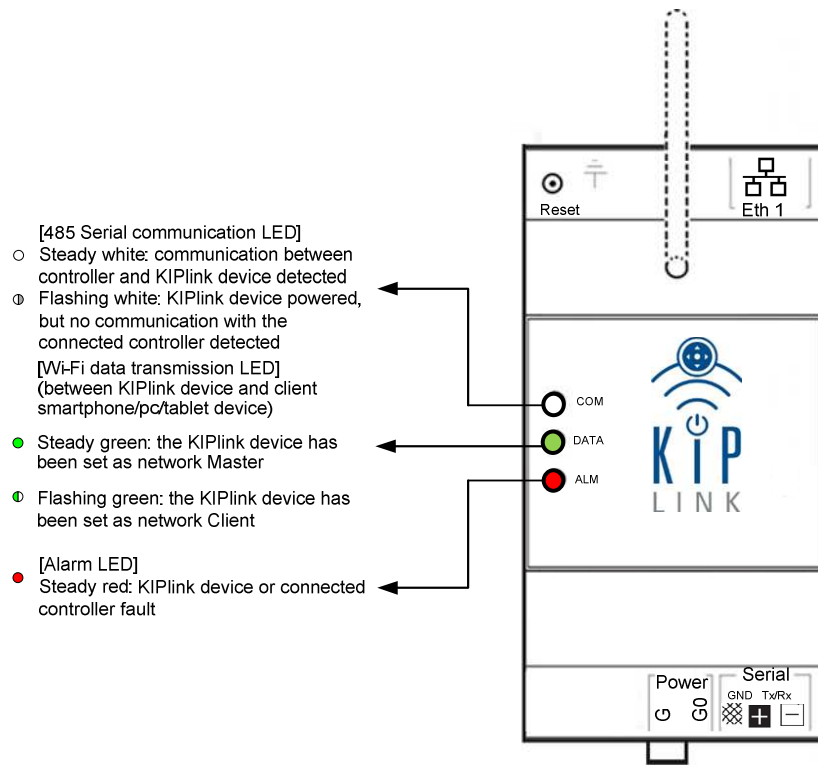 [485 Serial communication LED]
Steady white: communication between
controller and KIPlink device detected
Flashing white: KIPlink device powered,
but no communication with the
connected controller detected
[Wi-Fi data transmission LED]
(between KIPlink device and client
smartphone/pc/tablet device)
Steady green: the KIPlink device has
been set as network Master
Flashing green: the KIPlink device has
been set as network Client
[Alarm LED]
Steady red: KIPlink device or connected
controller fault
Reset
Eth 1
COM
DATA
ALM
KiP
LINK
Power
G G0
Serial
GND Tx/Rx
+ -